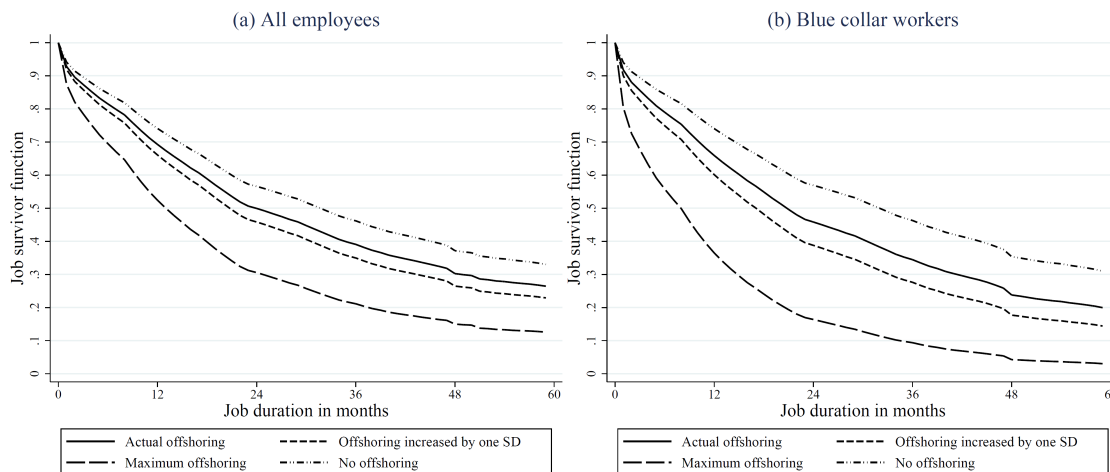 (a) All employees
Job survivor function
1
.9
.8
.7
.6
.5
.4
.3
.2
.1
0
0 12 24 36 48 60
Job duration in months
Actual offshoring Offshoring increased by one SD
Maximum offshoring No offshoring
(b) Blue collar workers
Job survivor function
1
.9
.8
.7
.6
.5
.4
.3
.2
.1
0
0 12 24 36 48 6
Job duration in months
Actual offshoring Offshoring increased by one SD
Maximum offshoring No offshoring